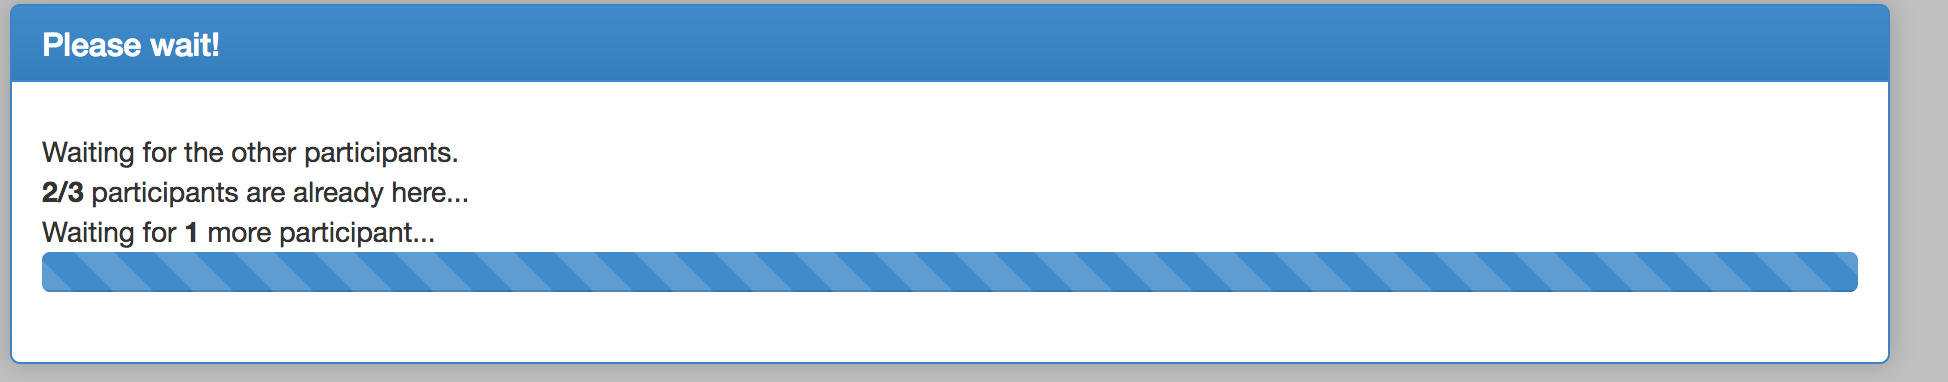 Please wait!
Waiting for the other participants.
2/3 participants are already here...
Waiting for 1 more participant...